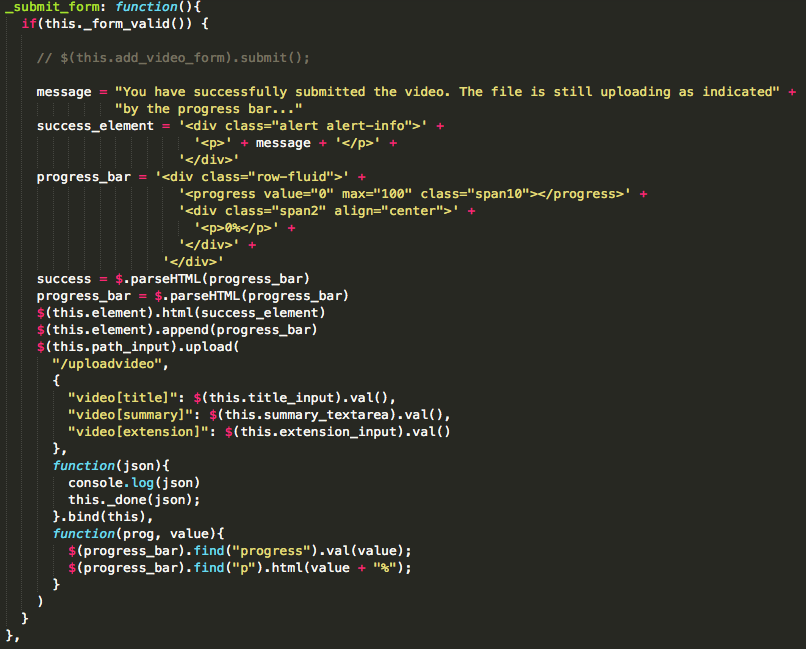 _submit_form: function(){
if(this._form_valid()) {
// $(this.add_video_form).submit();
message = "You have successfully submitted the video. The file is still uploading as indicated" +
"by the progress bar..."
success_element = '<div class="alert alert-info">' +
'<p>' + message + '</p>' +
'</div>'
progress_bar = '<div class="row-fluid">' +
'<progress value="0" max="100" class="span10"></progress>' +
'<div class="span2" align="center">' +
'<p>0%</p>' +
'</div>' +
'</div>'
success = $.parseHTML(progress_bar)
progress_bar = $.parseHTML(progress_bar)
$(this.element).html(success_element)
$(this.element).append(progress_bar)
$(this.path_input).upload(
"/uploadvideo",
{
"video[title]": $(this.title_input).val(),
"video[summary]": $(this.summary_textarea).val(),
"video[extension]": $(this.extension_input).val()
},
function(json){
console.log(json)
this._done(json);
}.bind(this),
function(prog, value){
$(progress_bar).find("progress").val(value);
$(progress_bar).find("p").html(value + "%");
}
)
}
},